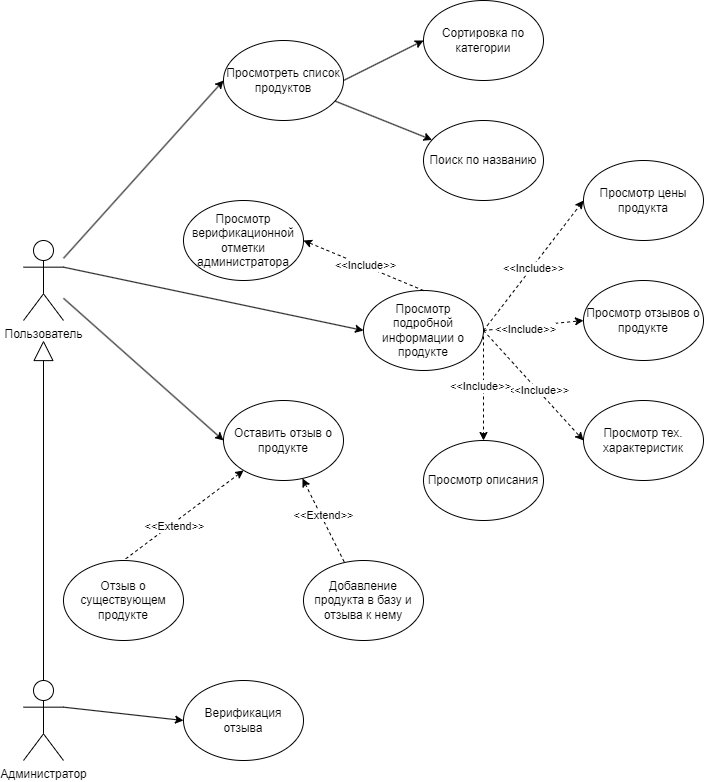 Сортировка по
категории
Просмотреть список
продуктов
Поиск по названию
Просмотр цены
продукта
Просмотр
верификационной
отметки
администратора
<<Include>>
<<Include>>
Просмотр
подробной
информации о
продукте
Просмотр отзывов о
продукте
<<Include>>
Пользователь
<<Include>>
<<Include>>
Оставить отзыв о
продукте
Просмотр тех.
характеристик
Просмотр описания
<<Extend>>
<<Extend>>
Отзыв о
существующем
продукте
Добавление
продукта в базу и
отзыва к нему
Верификация
отзыва
Администратор